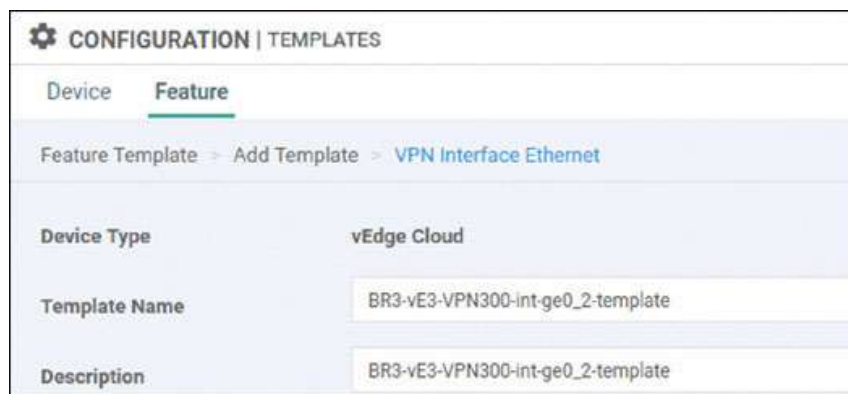 CONFIGURATION | TEMPLATES
Device Feature
Feature Template > Add Template > VPN Interface Ethernet
Device Type vEdge Cloud
Template Name BR3-vE3-VPN300-int-ge0_2-template
Description BR3-vE3-VPN300-int-ge0_2-template